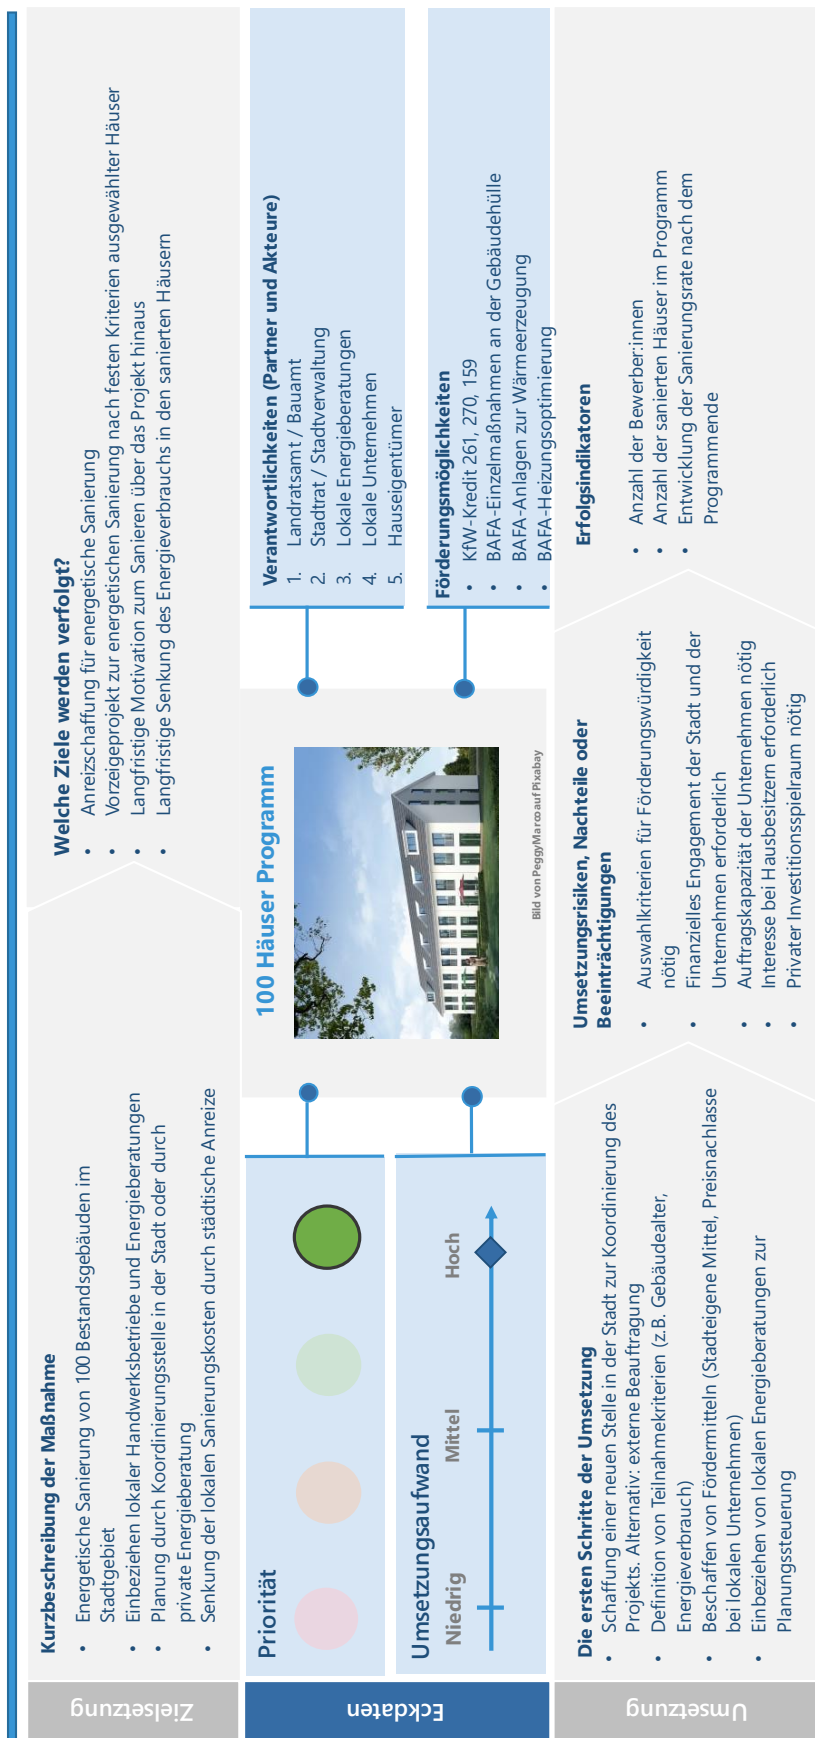 Zielsetzung
Kurzbeschreibung der Maßnahme
• Energetische Sanierung von 100 Bestandsgebäuden im
Stadtgebiet
• Einbeziehen lokaler Handwerksbetriebe und Energieberatungen
• Planung durch Koordinierungsstelle in der Stadt oder durch
private Energieberatung
• Senkung der lokalen Sanierungskosten durch städtische Anreize
Welche Ziele werden verfolgt?
• Anreizschaffung für energetische Sanierung
• Vorzeigeprojekt zur energetischen Sanierung nach festen Kriterien ausgewählter Häuser
• Langfristige Motivation zum Sanieren über das Projekt hinaus
• Langfristige Senkung des Energieverbrauchs in den sanierten Häusern
Eckdaten
Priorität
Umsetzungsaufwand
Niedrig
Mittel
Hoch
100 Häuser Programm
Bild von PeggyMarco auf Pixabay
Verantwortlichkeiten (Partner und Akteure)
1. Landratsamt / Bauamt
2. Stadtrat / Stadtverwaltung
3. Lokale Energieberatungen
4. Lokale Unternehmen
5. Hauseigentümer
Förderungsmöglichkeiten
• KfW-Kredit 261, 270, 159
• BAFA-Einzelmaßnahmen an der Gebäudehülle
• BAFA-Anlagen zur Wärmeerzeugung
• BAFA-Heizungsoptimierung
Umsetzung
Die ersten Schritte der Umsetzung
• Schaffung einer neuen Stelle in der Stadt zur Koordinierung des
Projekts. Alternativ: externe Beauftragung
• Definition von Teilnahmekriterien (z.B. Gebäudealter,
Energieverbrauch)
• Beschaffen von Fördermitteln (Stadteigene Mittel, Preisnachlasse
bei lokalen Unternehmen)
• Einbeziehen von lokalen Energieberatungen zur
Planungssteuerung
Umsetzungsrisiken, Nachteile oder
Beeinträchtigungen
• Auswahlkriterien für Förderungswürdigkeit
nötig
• Finanzielles Engagement der Stadt und der
Unternehmen erforderlich
• Auftragskapazität der Unternehmen nötig
• Interesse bei Hausbesitzern erforderlich
• Privater Investitionsspielraum nötig
Erfolgsindikatoren
• Anzahl der Bewerber:innen
• Anzahl der sanierten Häuser im Programm
• Entwicklung der Sanierungsrate nach dem
Programmende